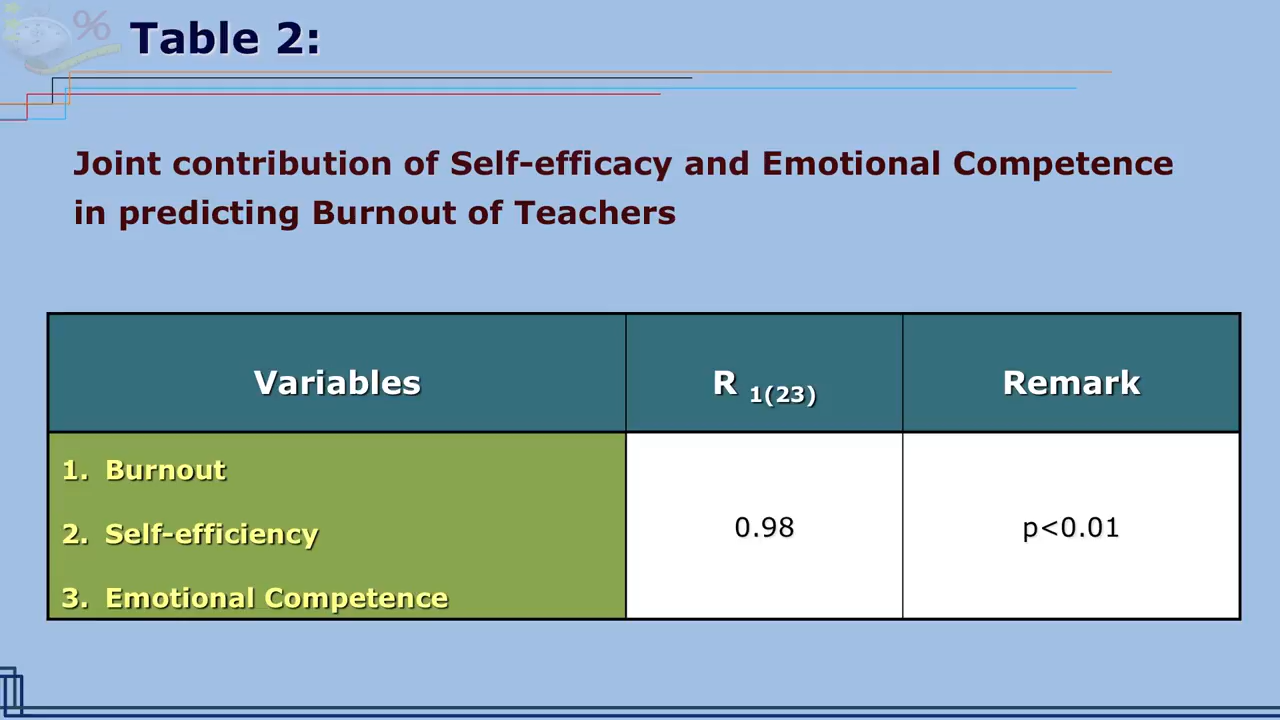 %
Table 2:
Joint contribution of Self-efficacy and Emotional Competence
in predicting Burnout of Teachers
Variables
R 1(23)
Remark
1. Burnout
2. Self-efficiency
3. Emotional Competence
0.98
p<0.01